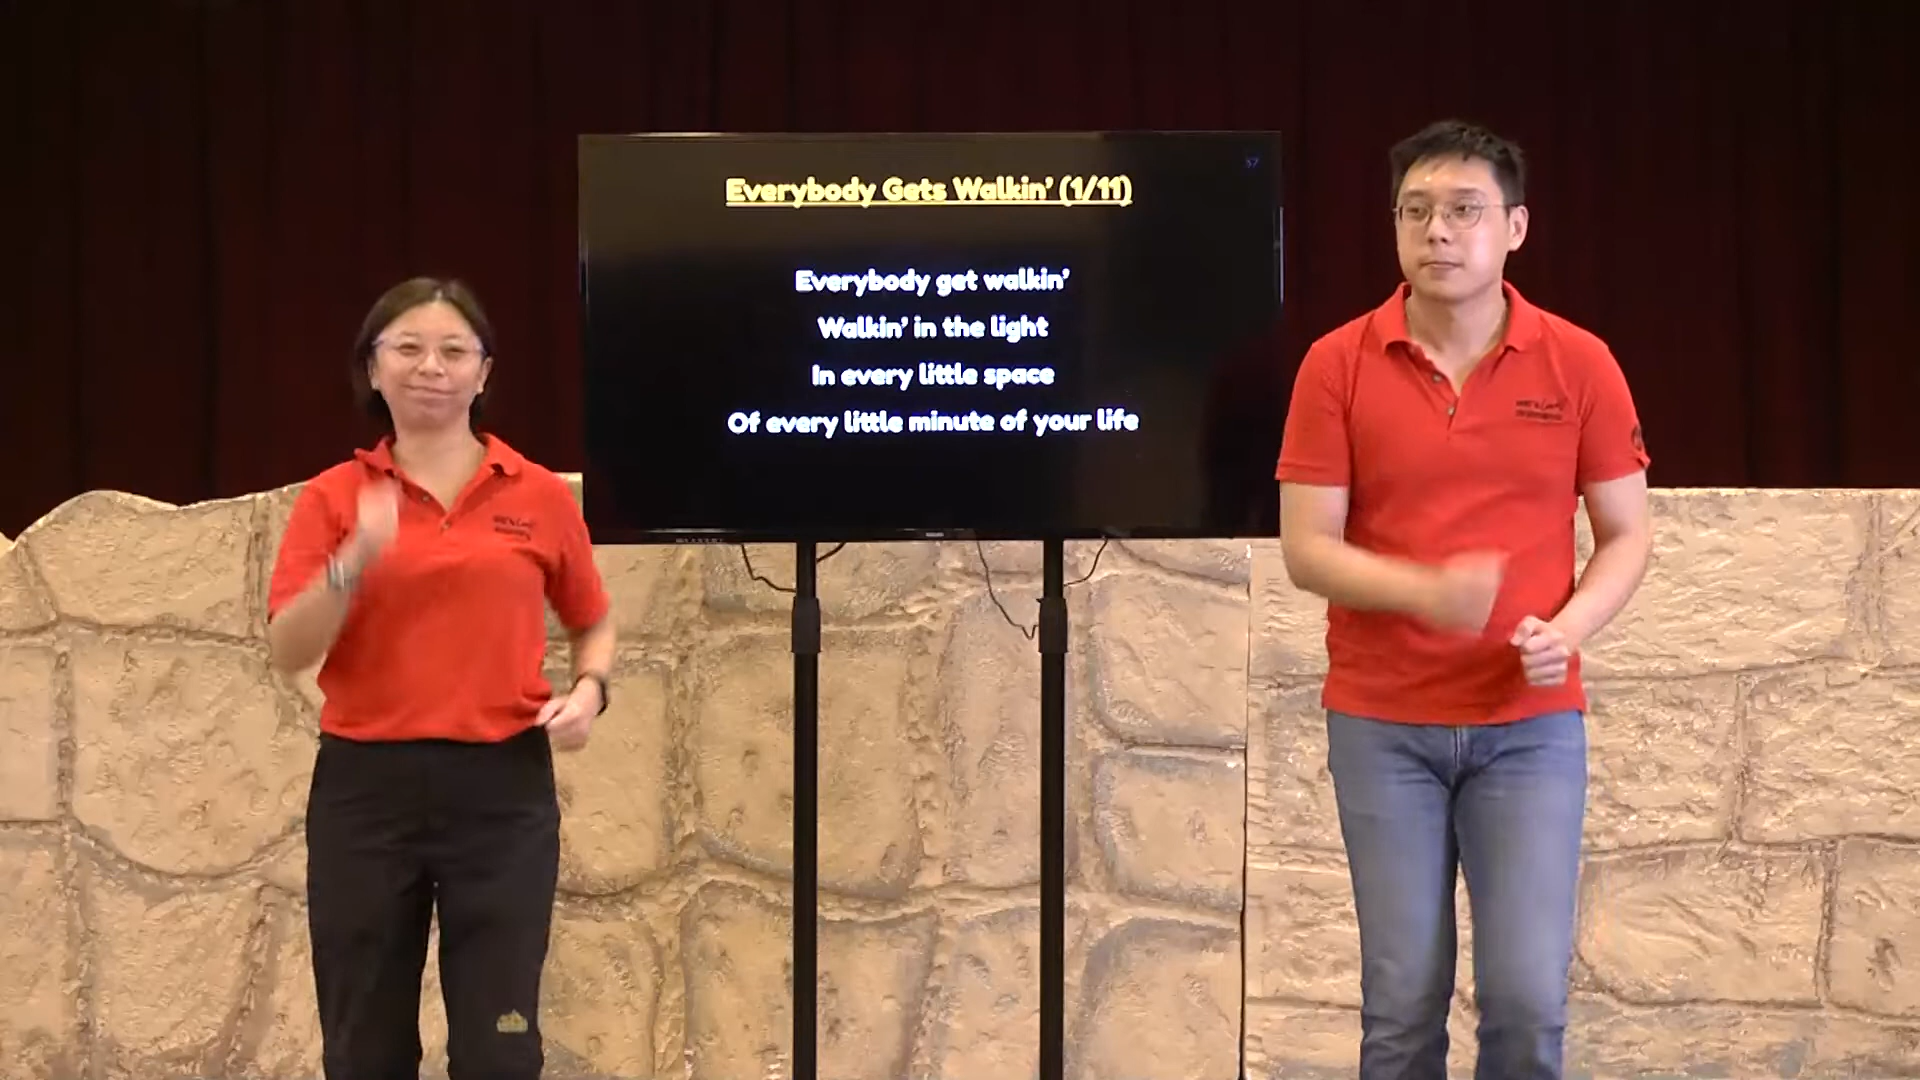 57
Everybody Gets Walkin' (1/11)
Everybody get walkin'
Walkin' in the light
In every little space
Of every little minute of your life